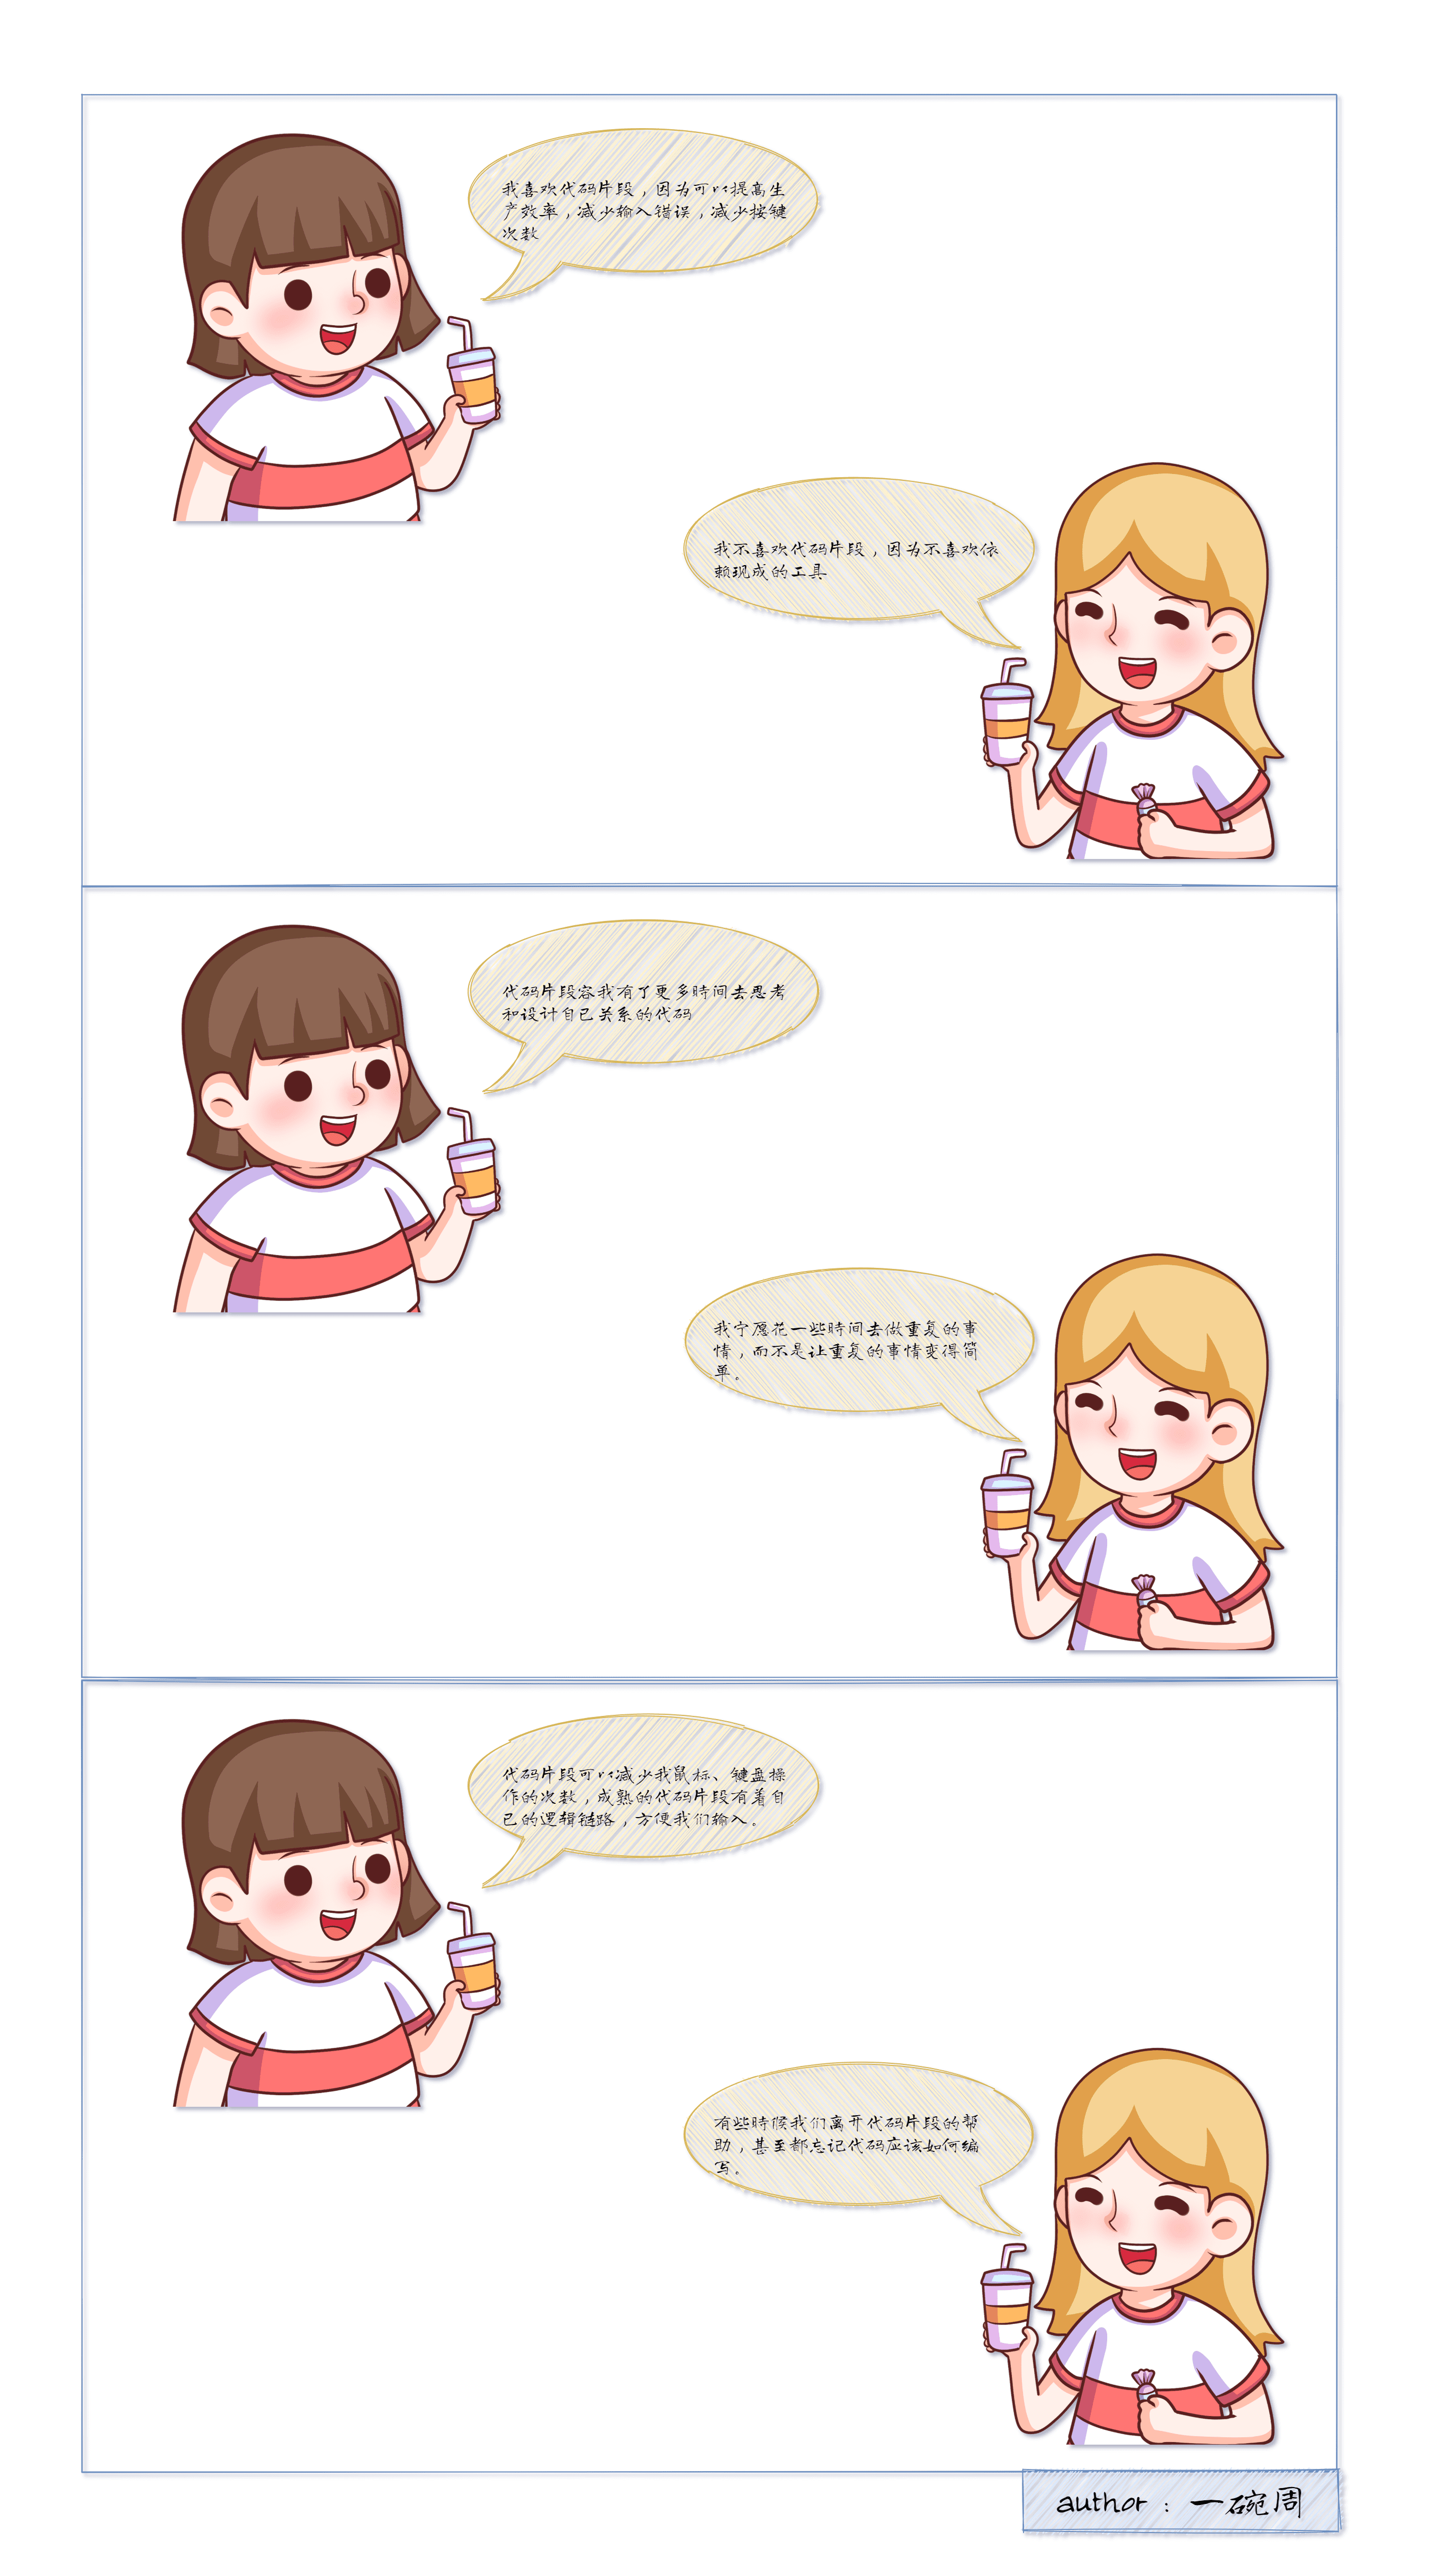 我喜欢代码片段，因为可以提高生
产效率，减少输入错误，减少按键
次数
我不喜欢代码片段，因为不喜欢依
赖现成的工具
代码片段容我有了更多時间去思考
和设计自己关系的代码
我宁愿花一些時间去做重复的事
情，而不是让重复的事情变得简
单。
代码片段可以减少我鼠标、键盘操
作的次数，成熟的代码片段有着自
己的逻辑链路，方便我们输入。
有些時候我们离开代码片段的帮
助，甚至都忘记代码应该如何编
写。
author：一碗周